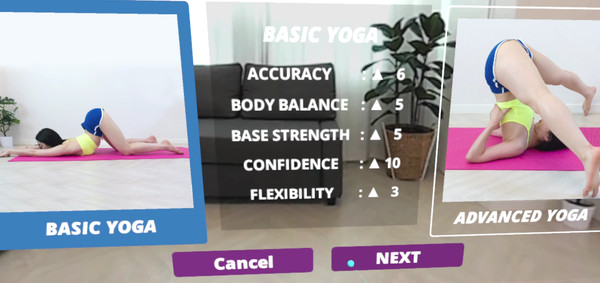 BASIC YOGA
ACCURACY : ▲ 6
BODY BALANCE : ▲ 5
BASE STRENGTH : ▲ 5
CONFIDENCE : ▲ 10
FLEXIBILITY : ▲ 3
BASIC YOGA
ADVANCED YOGA
Cancel
NEXT